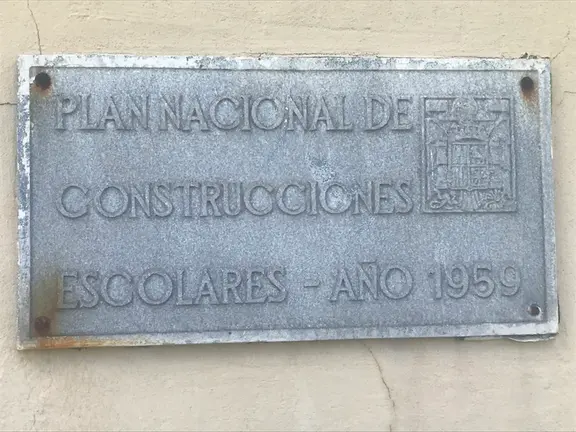 PLAN NACIONAL DE
CONSTRUCCIONES
ESCOLARES - AÑO 1959